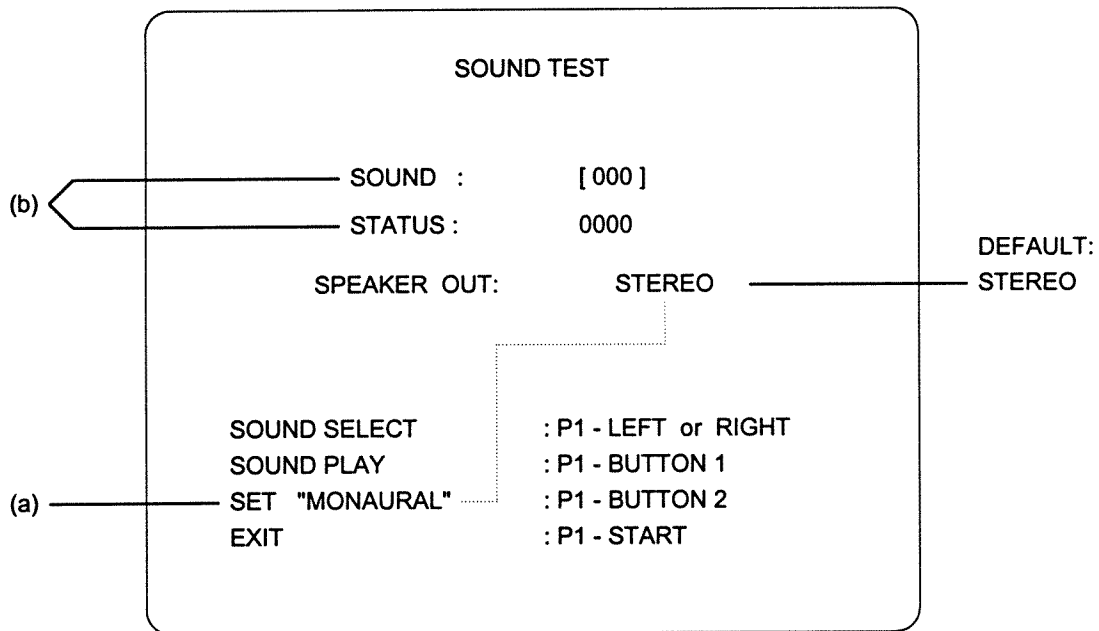 SOUND TEST
(b)
SOUND : [ 000 ]
STATUS : 0000
DEFAULT:
SPEAKER OUT: STEREO
STEREO
SOUND SELECT : P1 - LEFT or RIGHT
SOUND PLAY : P1 - BUTTON 1
(a)
SET "MONAURAL" : P1 - BUTTON 2
EXIT : P1 - START